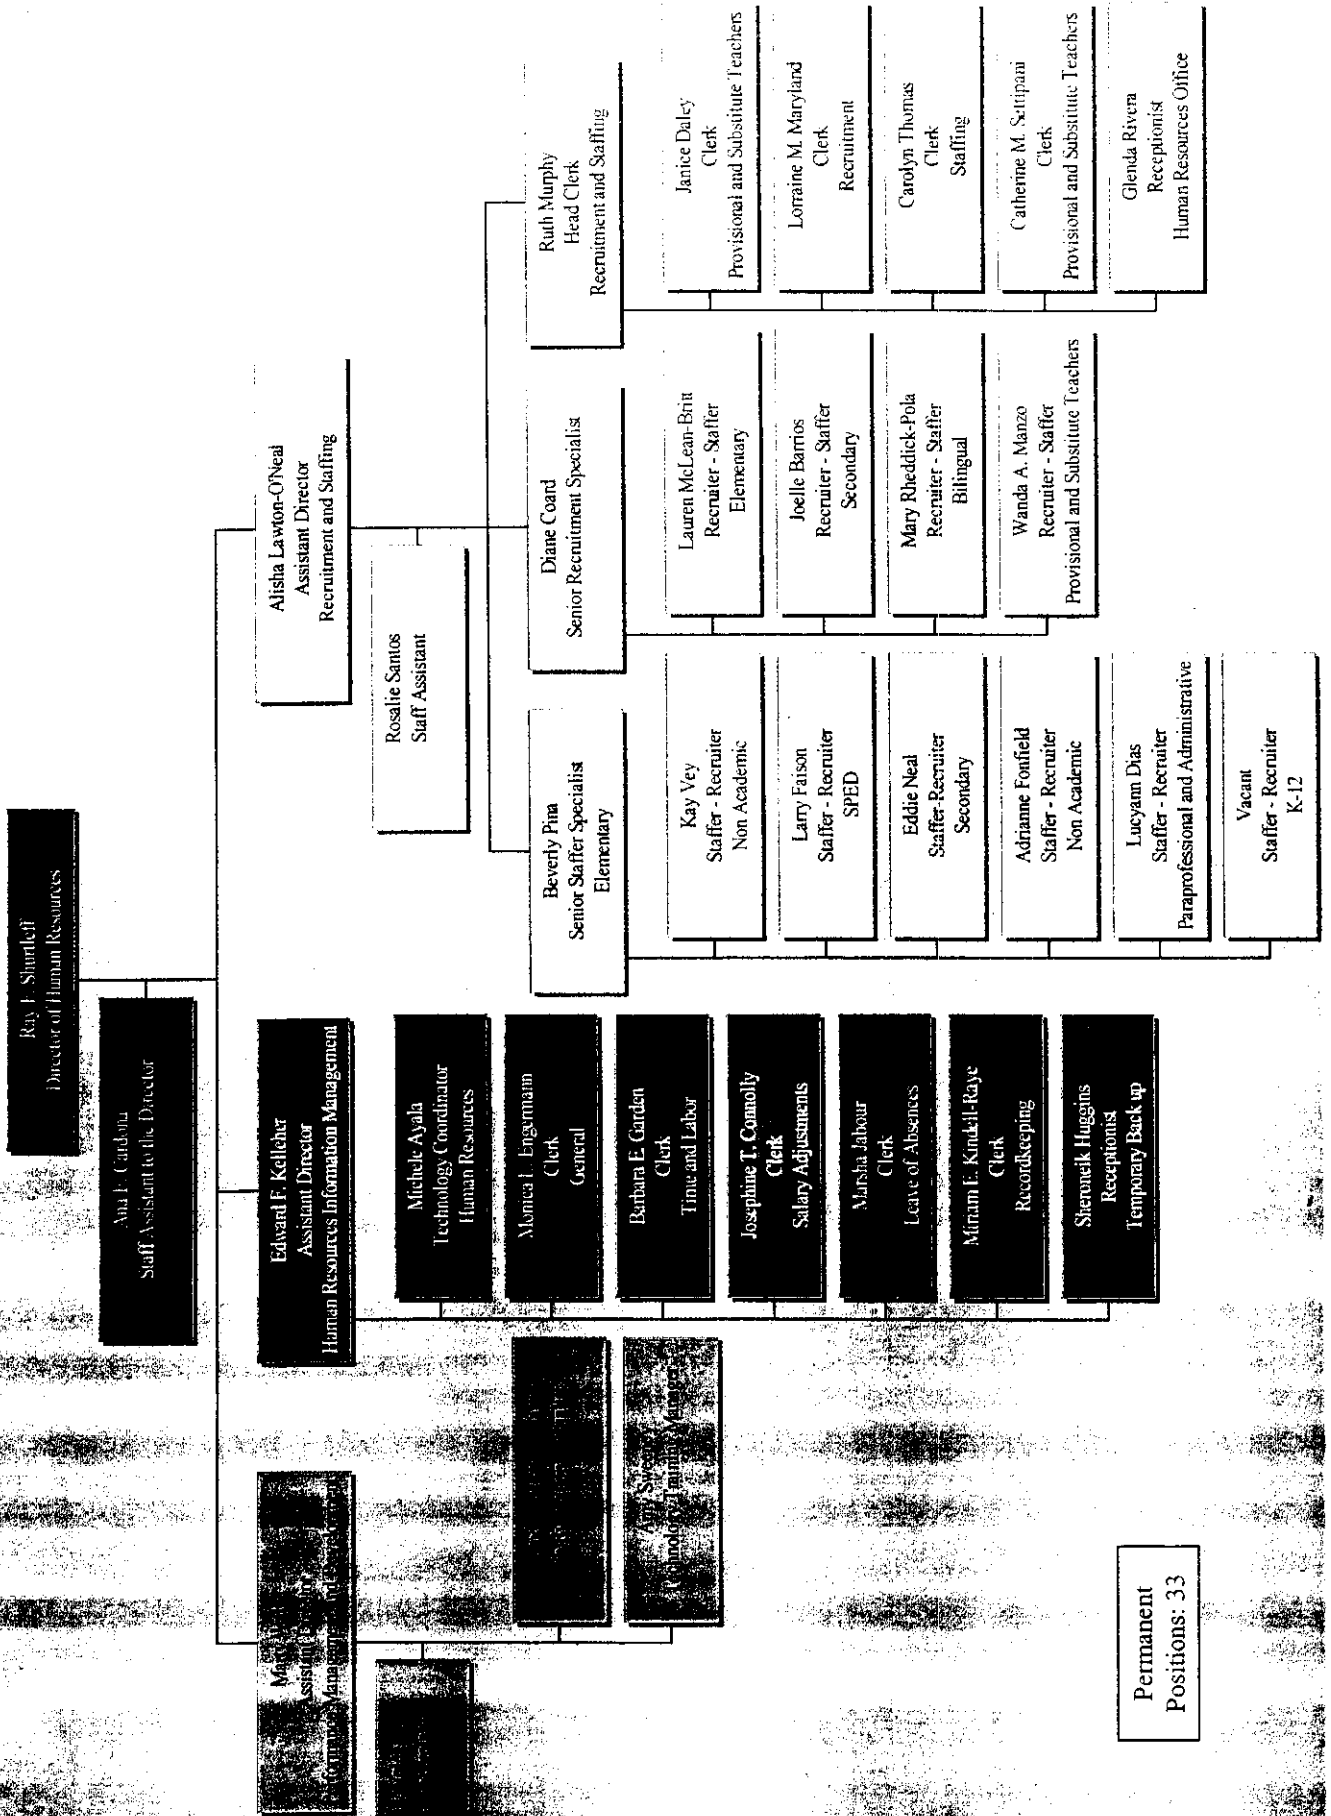 Ray F. Shurtleff
Director of Human Resources
Cardona
Staff Assistant to the Director
Assistant Director
Management and Development
Amy Sweeney
Technology Training Manager
Edward F. Kelleher
Assistant Director
Human Resources Information Management
Michele Ayala
Technology Coordinator
Human Resources
Monica L. Engermann
Clerk
General
Barbara E. Garden
Clerk
Time and Labor
Josephine T. Connolly
Clerk
Salary Adjustments
Marsha Jabour
Clerk
Leave of Absences
Miriam E. Kindell-Raye
Clerk
Recordkeeping
Sheroneik Huggins
Receptionist
Temporary Back up
Alisha Lawton-O'Neal
Assistant Director
Recruitment and Staffing
Rosalie Santos
Staff Assistant
Beverly Pina
Senior Staffer Specialist
Elementary
Kay Vey
Staffer - Recruiter
Non Academic
Larry Faison
Staffer - Recruiter
SPED
Eddie Neal
Staffer-Recruiter
Secondary
Adrianne Fonfield
Staffer - Recruiter
Non Academic
Lucyann Dias
Staffer - Recruiter
Paraprofessional and Administrative
Vacant
Staffer - Recruiter
K-12
Diane Coard
Senior Recruitment Specialist
Lauren McLean-Britt
Recruiter - Staffer
Elementary
Joelle Barrios
Recruiter - Staffer
Secondary
Mary Rheddick-Pola
Recruiter - Staffer
Bilingual
Wanda A. Manzo
Recruiter - Staffer
Provisional and Substitute Teachers
Ruth Murphy
Head Clerk
Recruitment and Staffing
Janice Daley
Clerk
Provisional and Substitute Teachers
Lorraine M. Maryland
Clerk
Recruitment
Carolyn Thomas
Clerk
Staffing
Catherine M. Settipani
Clerk
Provisional and Substitute Teachers
Glenda Rivera
Receptionist
Human Resources Office
Permanent
Positions: 33